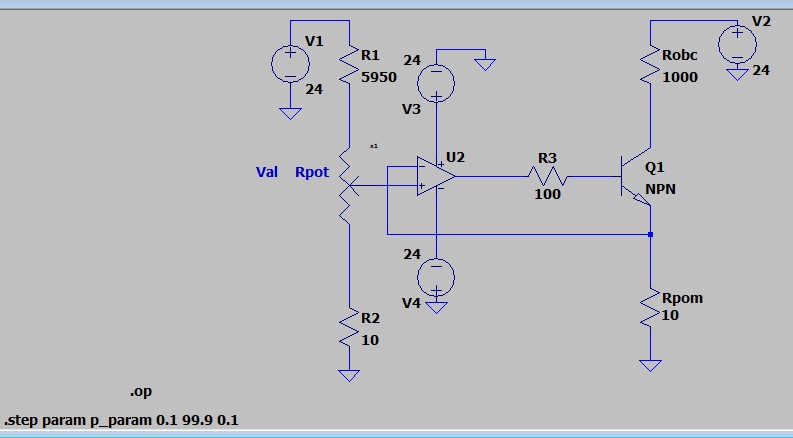 V2
V1
R1
5950
24
24
Robc
1000
24
V3
x1
Val Rpot
U2
R3
100
Q1
NPN
24
V4
R2
10
Rpom
10
.op
.step param p_param 0.1 99.9 0.1